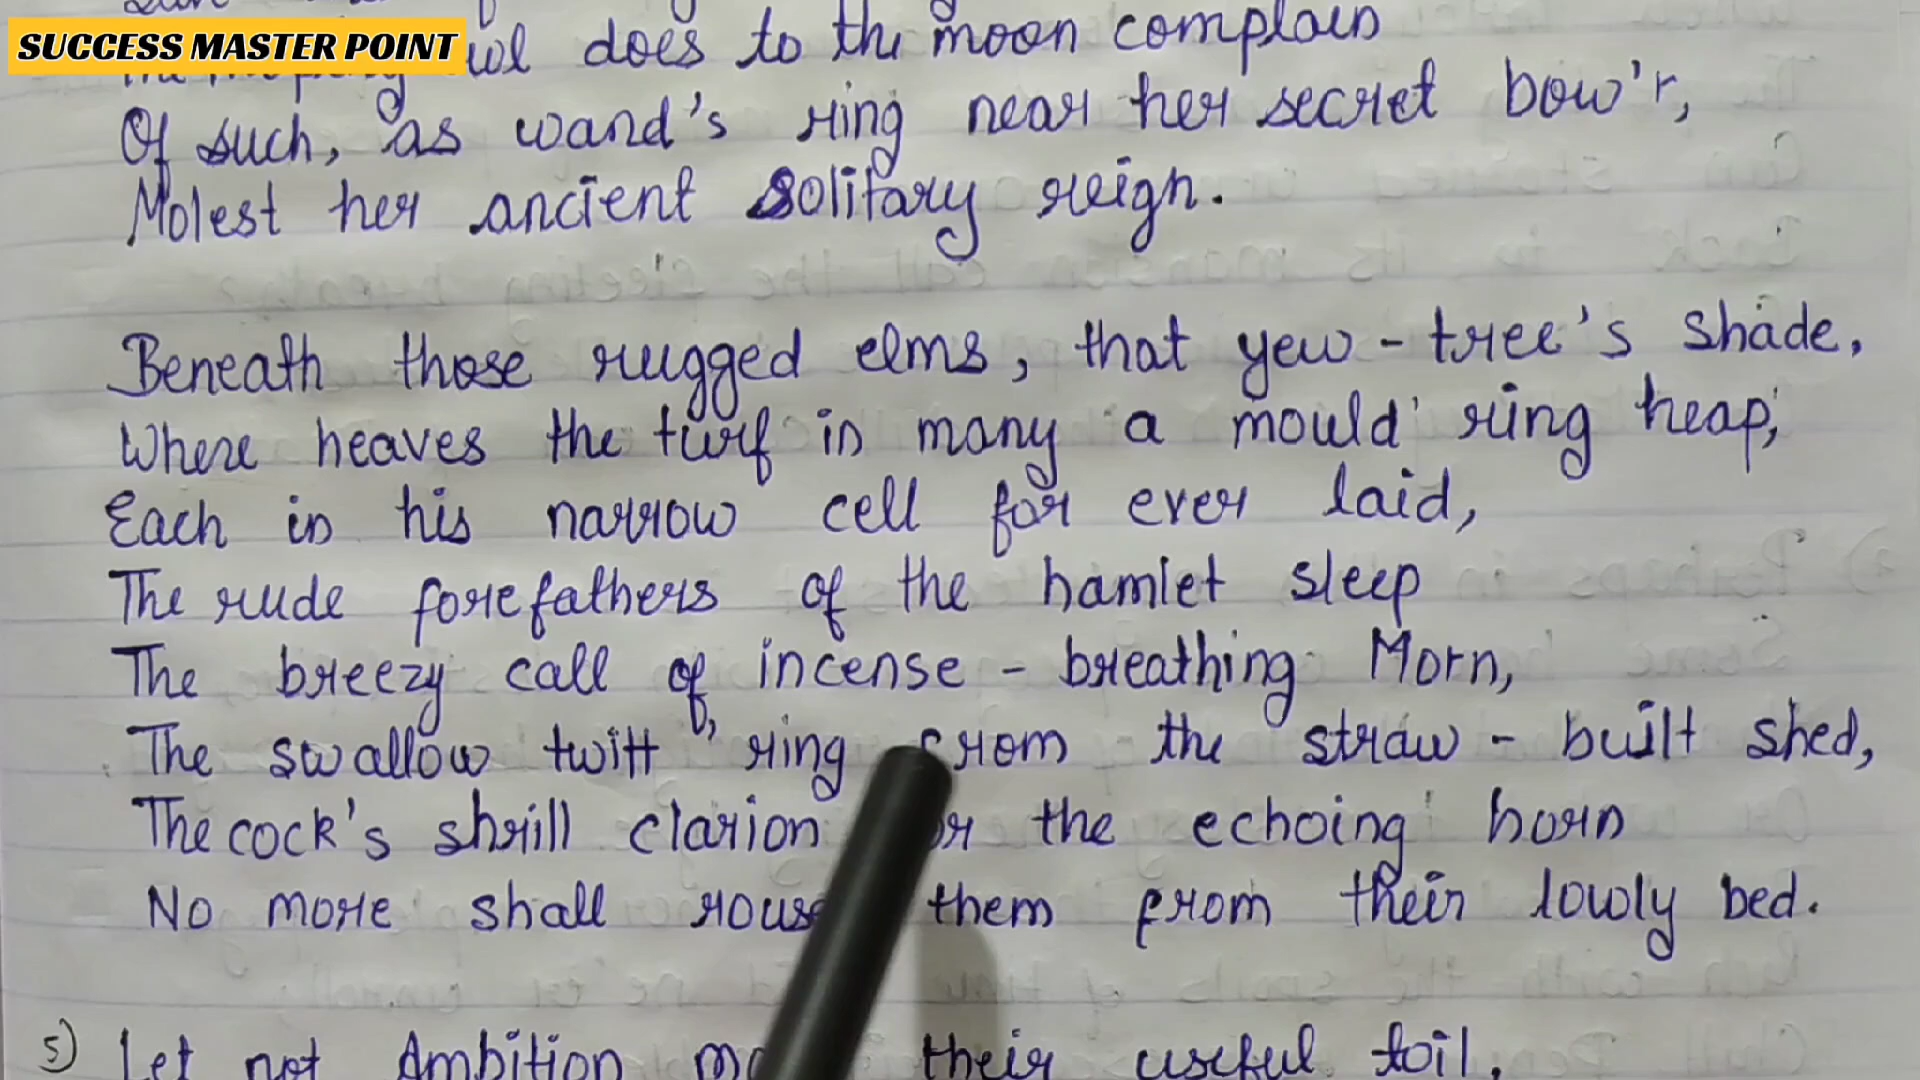 SUCCESS MASTER POINT
does to the moon complain
Of such, as wand's ring near her secret bow'r,
Molest her ancient Solitary reign.
Beneath those rugged elms, that yew - tree's shade,
Where heaves the turf in many a mould' ring heap,
Each in his narrow cell for ever laid,
The rude forefathers of the hamlet sleep
The breezy call of incense - breathing Morn,
The swallow twitt 'ring from the straw - built shed,
The cock's shrill clarion or the echoing horn
No more shall rouse them from their lowly bed.
5) Let not Ambition their useful toil,